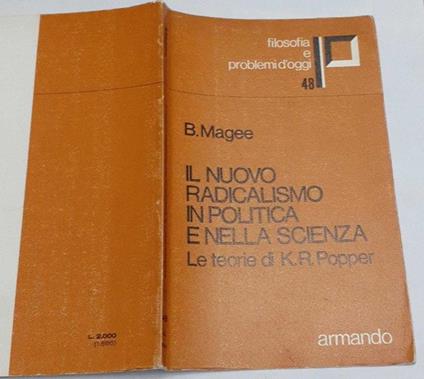 filosofia
e
problemi d'oggi
48
B. Magee
IL NUOVO
RADICALISMO
IN POLITICA
E NELLA SCIENZA
Le teorie di K.R. Popper
armando
L. 2.000